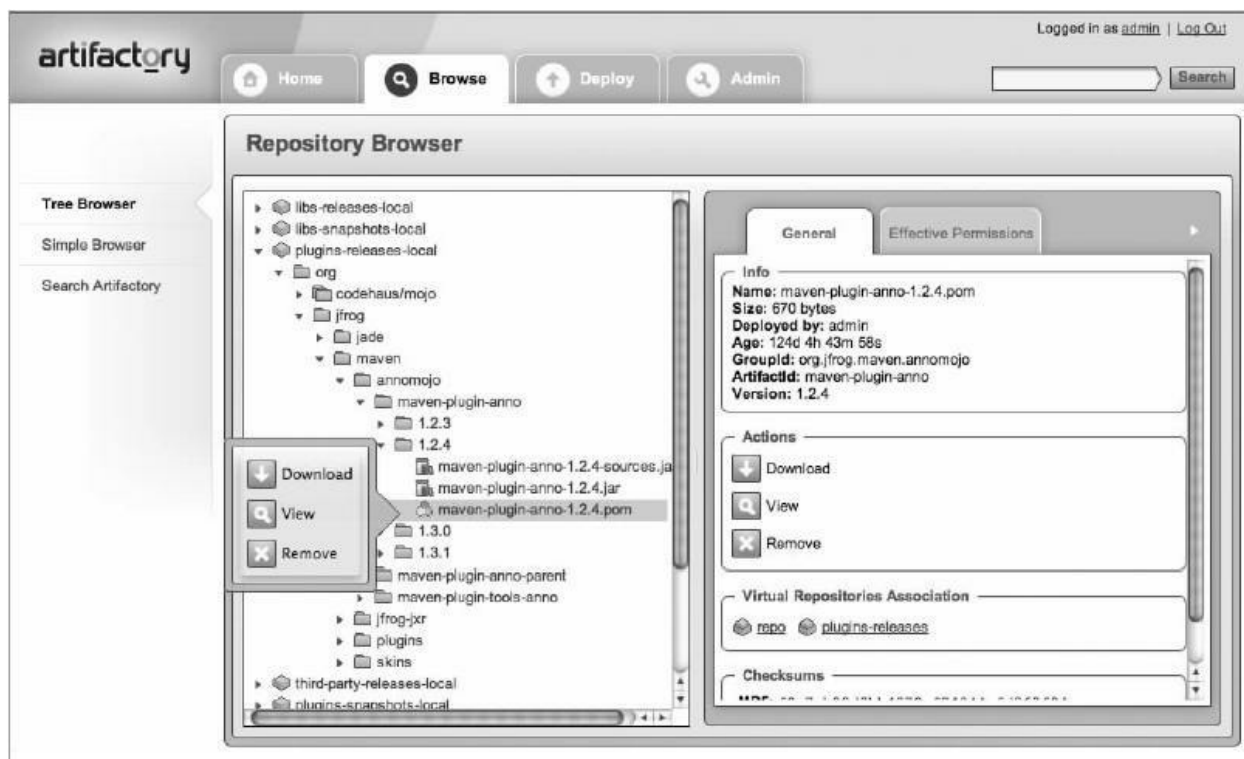 artifactory
Logged in as admin | Log Out
Home
Browse
Deploy
Admin
Search
Repository Browser
Tree Browser
Simple Browser
Search Artifactory
libs-releases-local
libs-snapshots-local
plugins-releases-local
org
codehaus/mojo
jfrog
jade
maven
annomojo
maven-plugin-anno
1.2.3
1.2.4
maven-plugin-anno-1.2.4-sources.ja
maven-plugin-anno-1.2.4.jar
maven-plugin-anno-1.2.4.pom
1.3.0
1.3.1
maven-plugin-anno-parent
maven-plugin-tools-anno
jfrog-jxr
plugins
skins
third-party-releases-local
plugins-snapshots-local
Download
View
Remove
General
Effective Permissions
Info
Name: maven-plugin-anno-1.2.4.pom
Size: 670 bytes
Deployed by: admin
Age: 124d 4h 43m 58s
GroupId: org.jfrog.maven.annomojo
ArtifactId: maven-plugin-anno
Version: 1.2.4
Actions
Download
View
Remove
Virtual Repositories Association
repo plugins-releases
Checksums